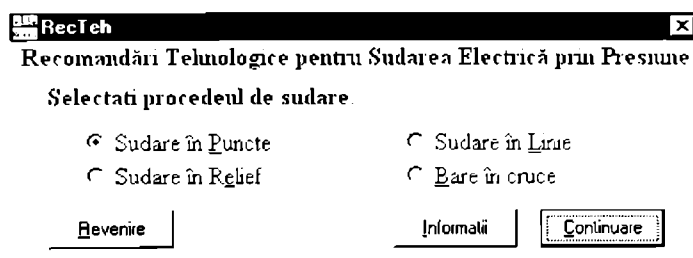 RecTeh
Recomandări Tehnologice pentru Sudarea Electrică prin Presiune
Selectati procedeul de sudare.
Sudare în Puncte Sudare în Linie
Sudare în Relief Bare în cruce
Revenire Informatii Continuare